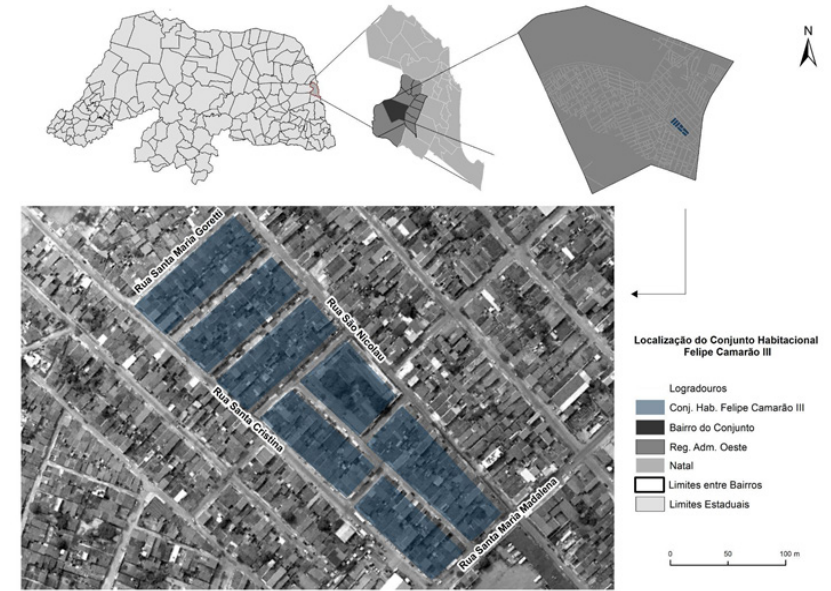 N
Rua Santa Maria Goretti
Rua São Nicolau
Rua Santa Cristina
Rua Santa Maria Madalena
Localização do Conjunto Habitacional
Felipe Camarão III
Logradouros
Conj. Hab. Felipe Camarão III
Bairro do Conjunto
Reg. Adm. Oeste
Natal
Limites entre Bairros
Limites Estaduais
0 50 100 m